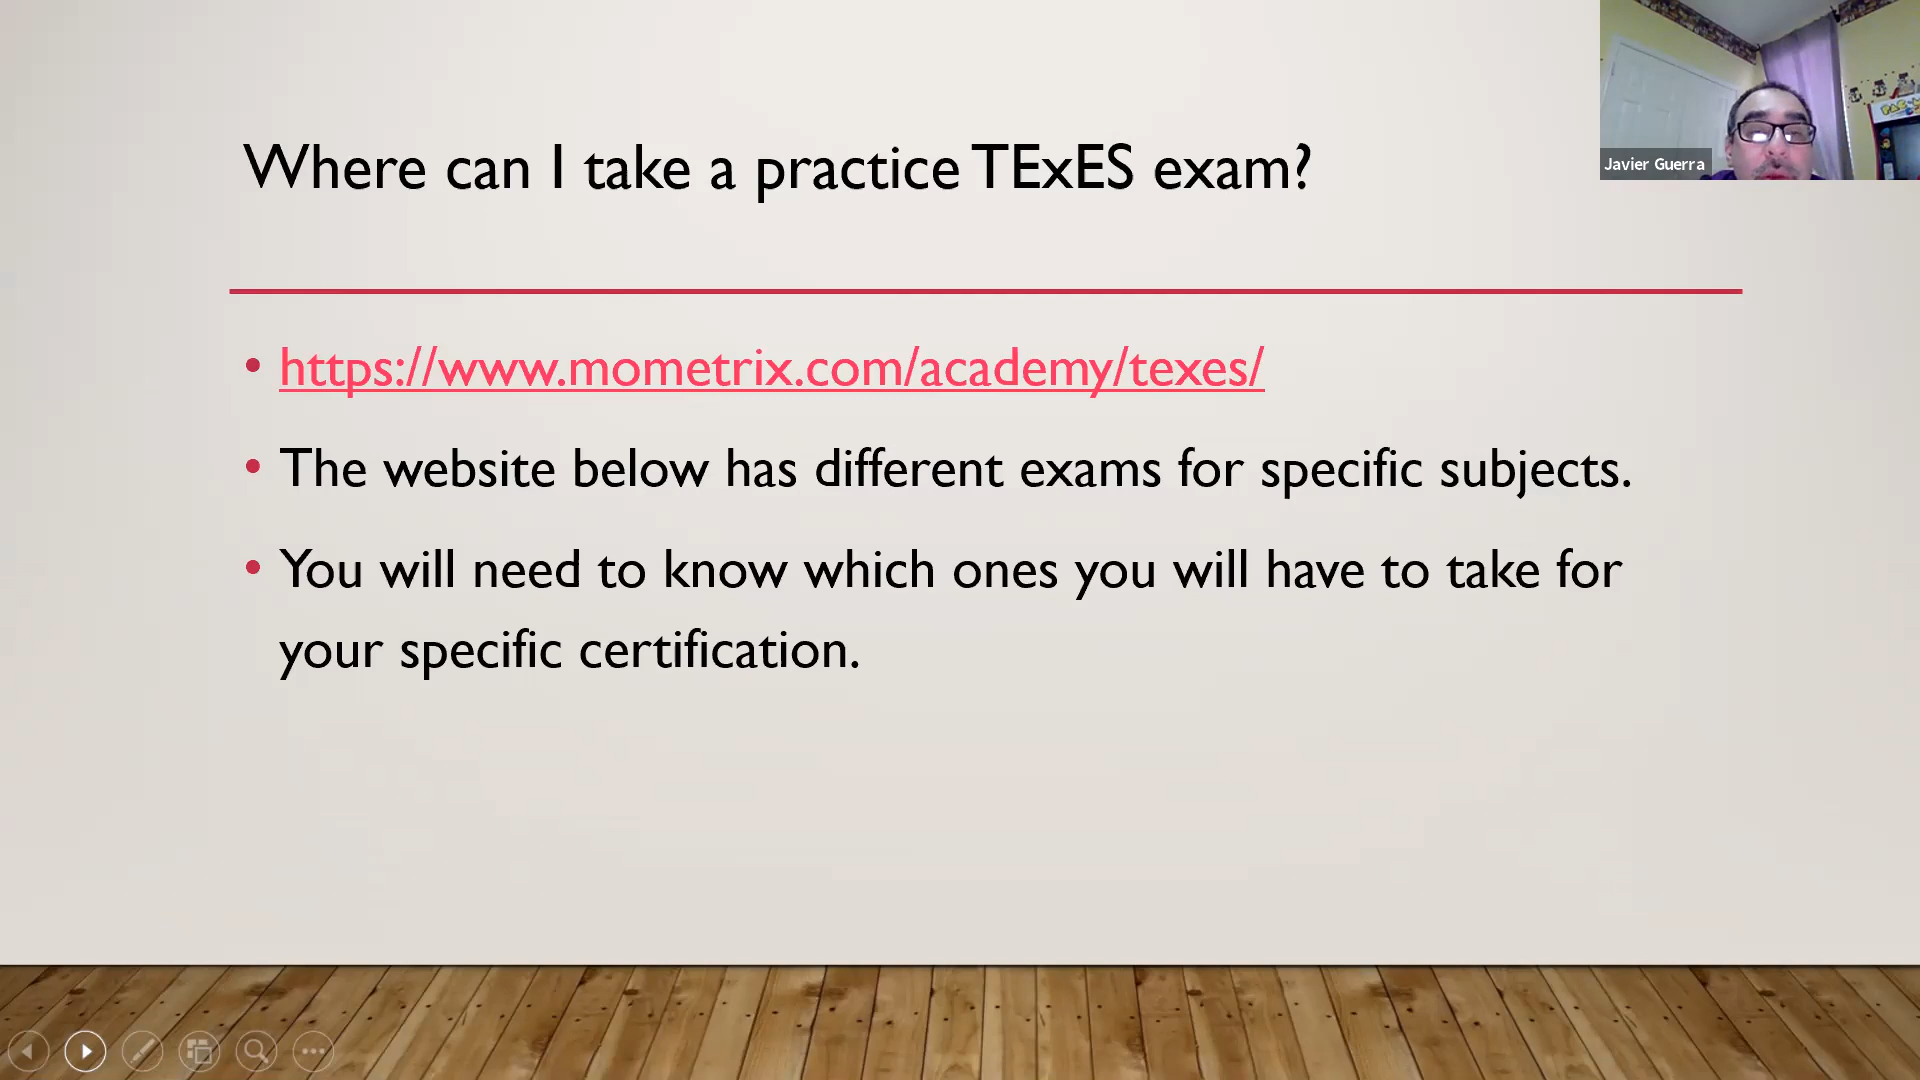 Where can I take a practice TExES exam?
Javier Guerra
• https://www.mometrix.com/academy/texes/
• The website below has different exams for specific subjects.
• You will need to know which ones you will have to take for
your specific certification.